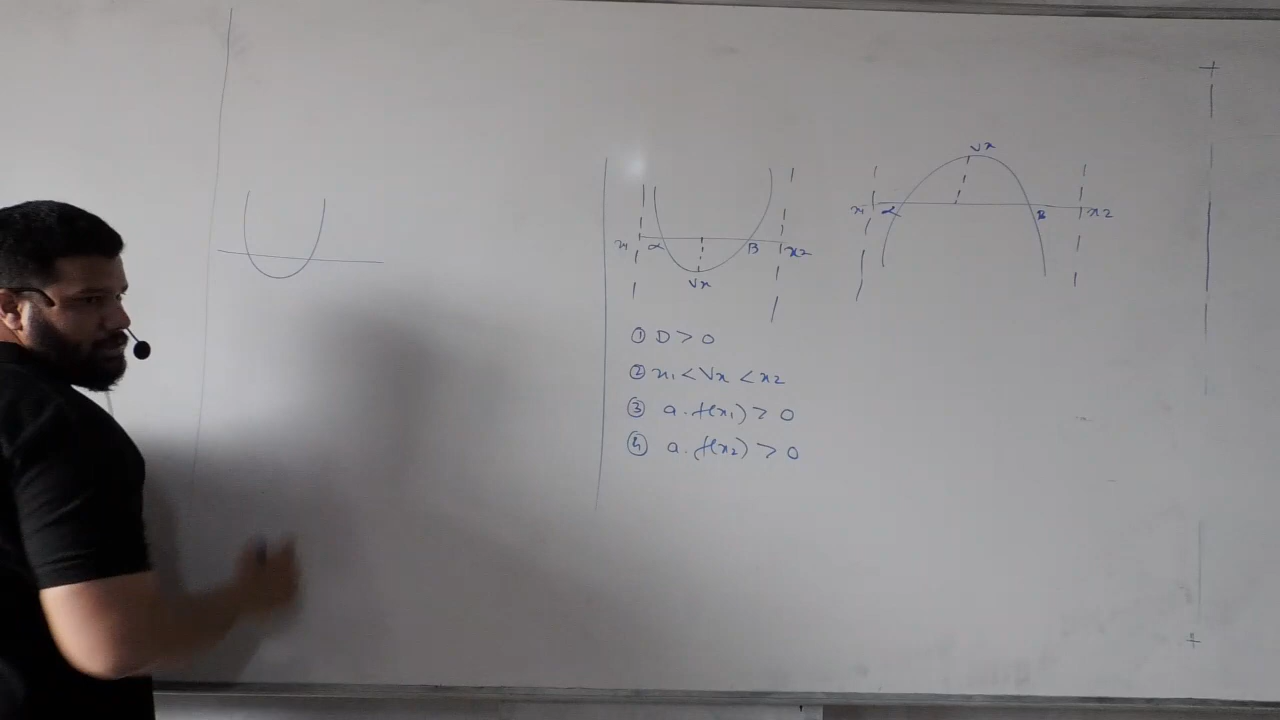 Vx
x1 α β x2
x1 α β x2
Vx
① D > 0
② x1 < Vx < x2
③ a. f(x1) > 0
④ a. f(x2) > 0